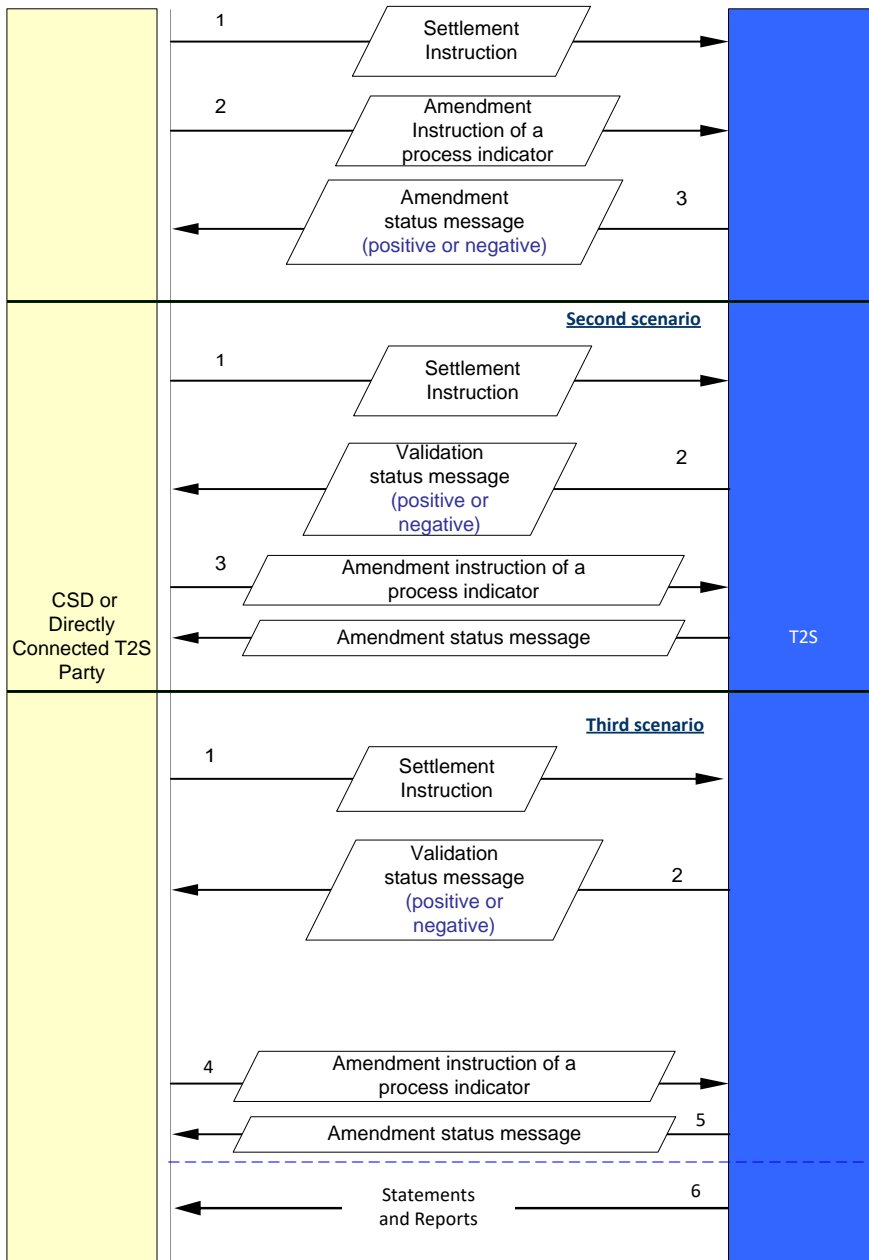 1
Settlement
Instruction
2
Amendment
Instruction of a
process indicator
Amendment
status message
(positive or negative)
3
Second scenario
1
Settlement
Instruction
Validation
status message
(positive or
negative)
2
3
Amendment instruction of a
process indicator
Amendment status message
CSD or
Directly
Connected T2S
Party
T2S
Third scenario
1
Settlement
Instruction
Validation
status message
(positive or
negative)
2
4
Amendment instruction of a
process indicator
Amendment status message
5
Statements
and Reports
6